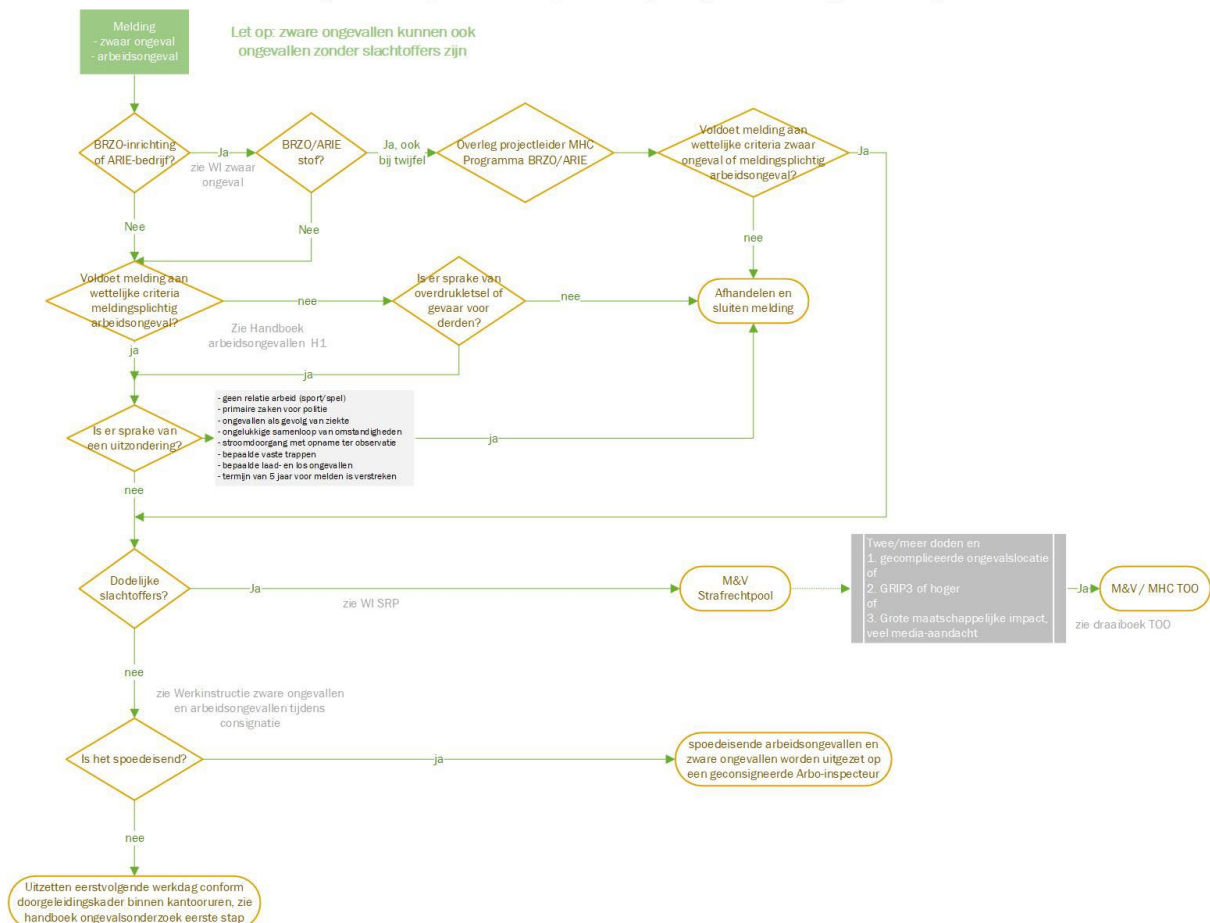 Melding
- zwaar ongeval
- arbeidsongeval
Let op: zware ongevallen kunnen ook
ongevallen zonder slachtoffers zijn
BRZO-inrichting
of ARIE-bedrijf?
Ja
zie WI zwaar
ongeval
BRZO/ARIE
stof?
Ja, ook
bij twijfel
Overleg projectleider MHC
Programma BRZO/ARIE
Voldoet melding aan
wettelijke criteria zwaar
ongeval of meldingsplichtig
arbeidsongeval?
Ja
Nee
Nee
nee
Voldoet melding aan
wettelijke criteria
meldingsplichtig
arbeidsongeval?
nee
Zie Handboek
arbeidsongevallen H1
Is er sprake van
overdrukletsel of
gevaar voor
derden?
nee
Afhandelen en
sluiten melding
ja
ja
Is er sprake van
een uitzondering?
- geen relatie arbeid (sport/spel)
- primaire zaken voor politie
- ongevallen als gevolg van ziekte
- ongelukkige samenloop van omstandigheden
- stroomdoorgang met opname ter observatie
- bepaalde vaste trappen
- bepaalde laad- en los ongevallen
- termijn van 5 jaar voor melden is verstreken
ja
nee
Dodelijke
slachtoffers?
Ja
zie WI SRP
M&V
Strafrechtpool
Twee/meer doden en
1. gecompliceerde ongevalslocatie
of
2. GRIP3 of hoger
of
3. Grote maatschappelijke impact,
veel media-aandacht
Ja
M&V / MHC TOO
zie draaiboek TOO
nee
zie Werkinstructie zware ongevallen
en arbeidsongevallen tijdens
consignatie
Is het spoedeisend?
ja
spoedeisende arbeidsongevallen en
zware ongevallen worden uitgezet op
een geconsigneerde Arbo-inspecteur
nee
Uitzetten eerstvolgende werkdag conform
doorgeleidingskader binnen kantooruren, zie
handboek ongevalsonderzoek eerste stap